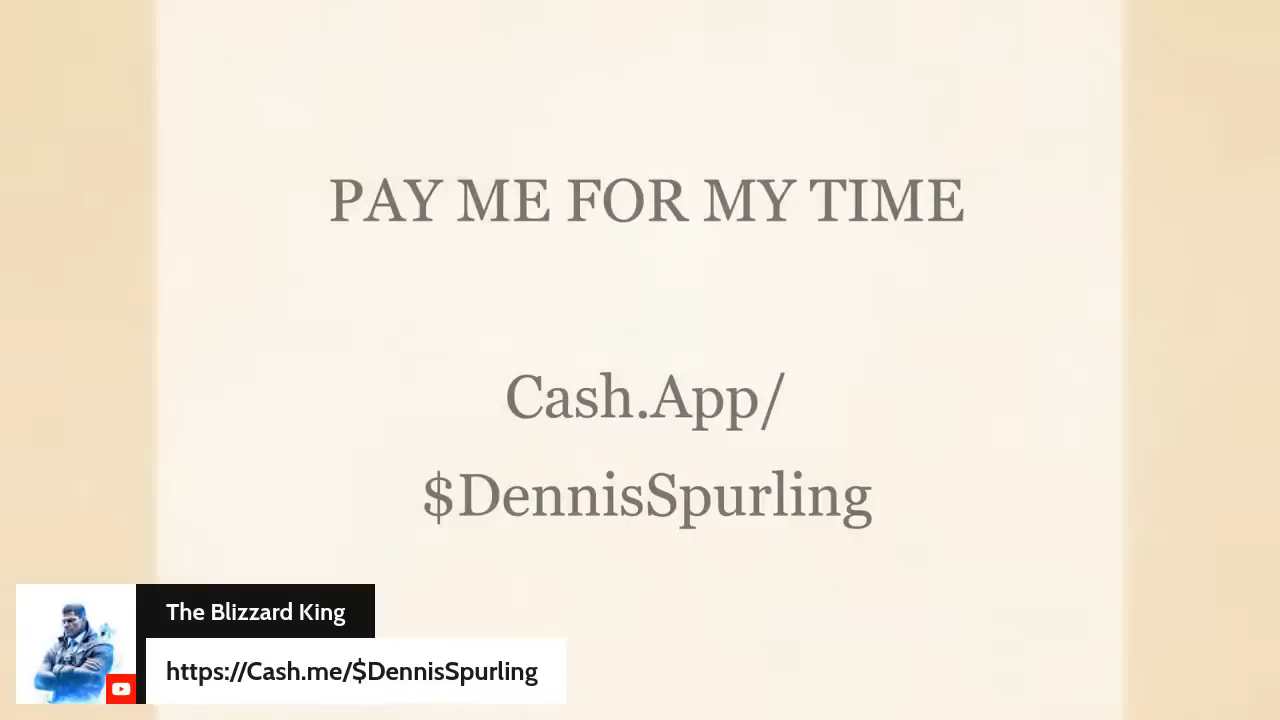 PAY ME FOR MY TIME
Cash.App/
$DennisSpurling
The Blizzard King
https://Cash.me/$DennisSpurling